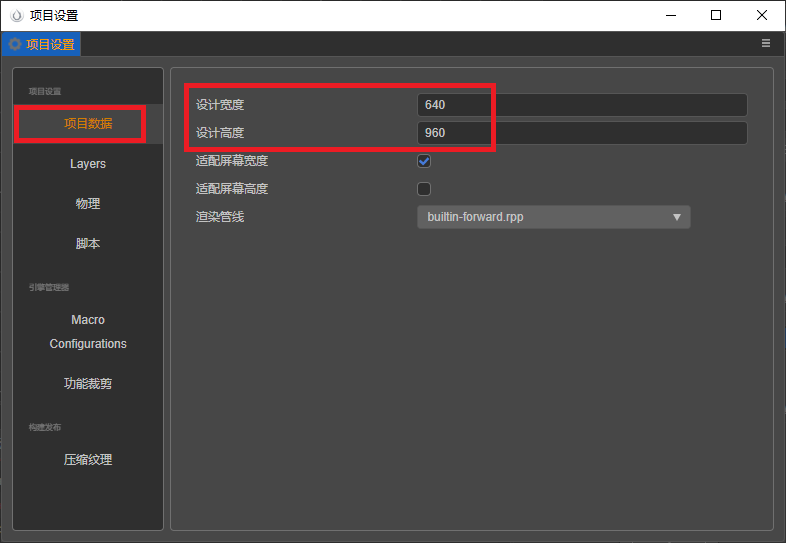 项目设置
项目设置
项目设置
项目数据
Layers
物理
脚本
引擎管理器
Macro
Configurations
功能裁剪
构建发布
压缩纹理
设计宽度 640
设计高度 960
适配屏幕宽度
适配屏幕高度
渲染管线 builtin-forward.rpp